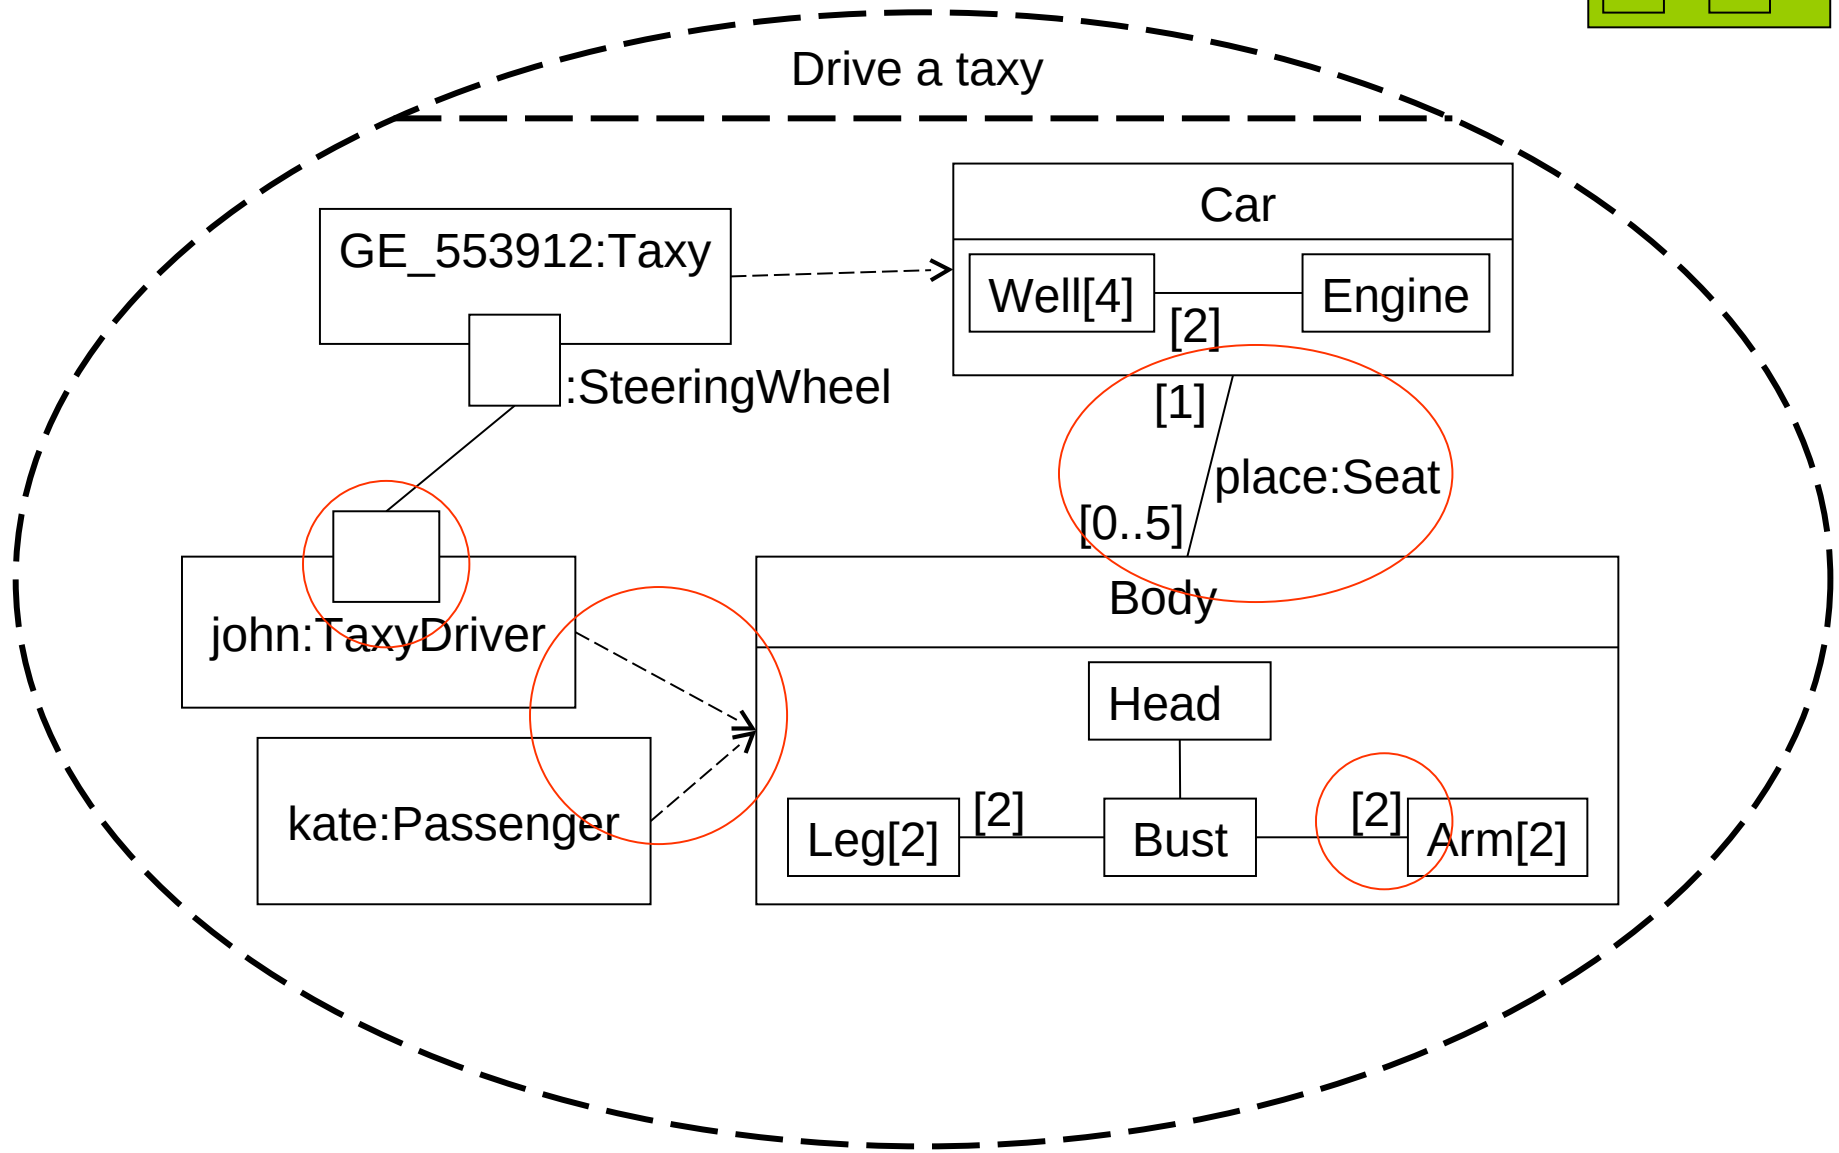 Drive a taxy
Car
GE_553912:Taxy
Well[4]
Engine
[2]
:SteeringWheel
[1]
place:Seat
[0..5]
Body
john:TaxyDriver
Head
kate:Passenger
Leg[2]
[2]
Bust
[2]
Arm[2]